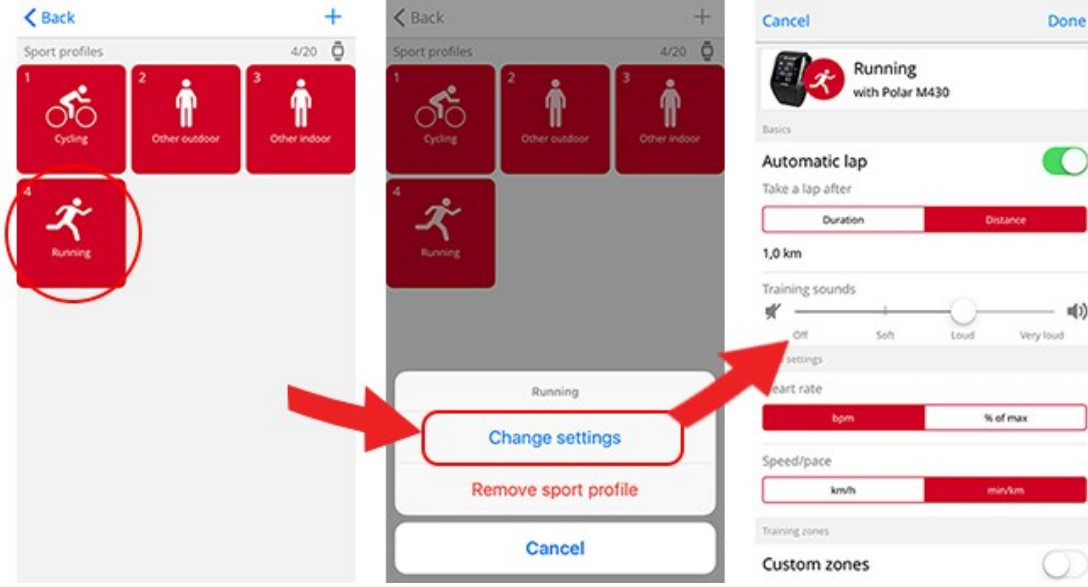 Back
+
Sport profiles 4/20
1
Cycling
2
Other outdoor
3
Other indoor
4
Running
Back
+
Sport profiles 4/20
1
Cycling
2
Other outdoor
3
Other indoor
4
Running
Running
Change settings
Remove sport profile
Cancel
Cancel Done
Running
with Polar M430
Basics
Automatic lap
Take a lap after
Duration Distance
1,0 km
Training sounds
Off Soft Loud Very loud
settings
eart rate
bpm % of max
Speed/pace
km/h min/km
Training zones
Custom zones